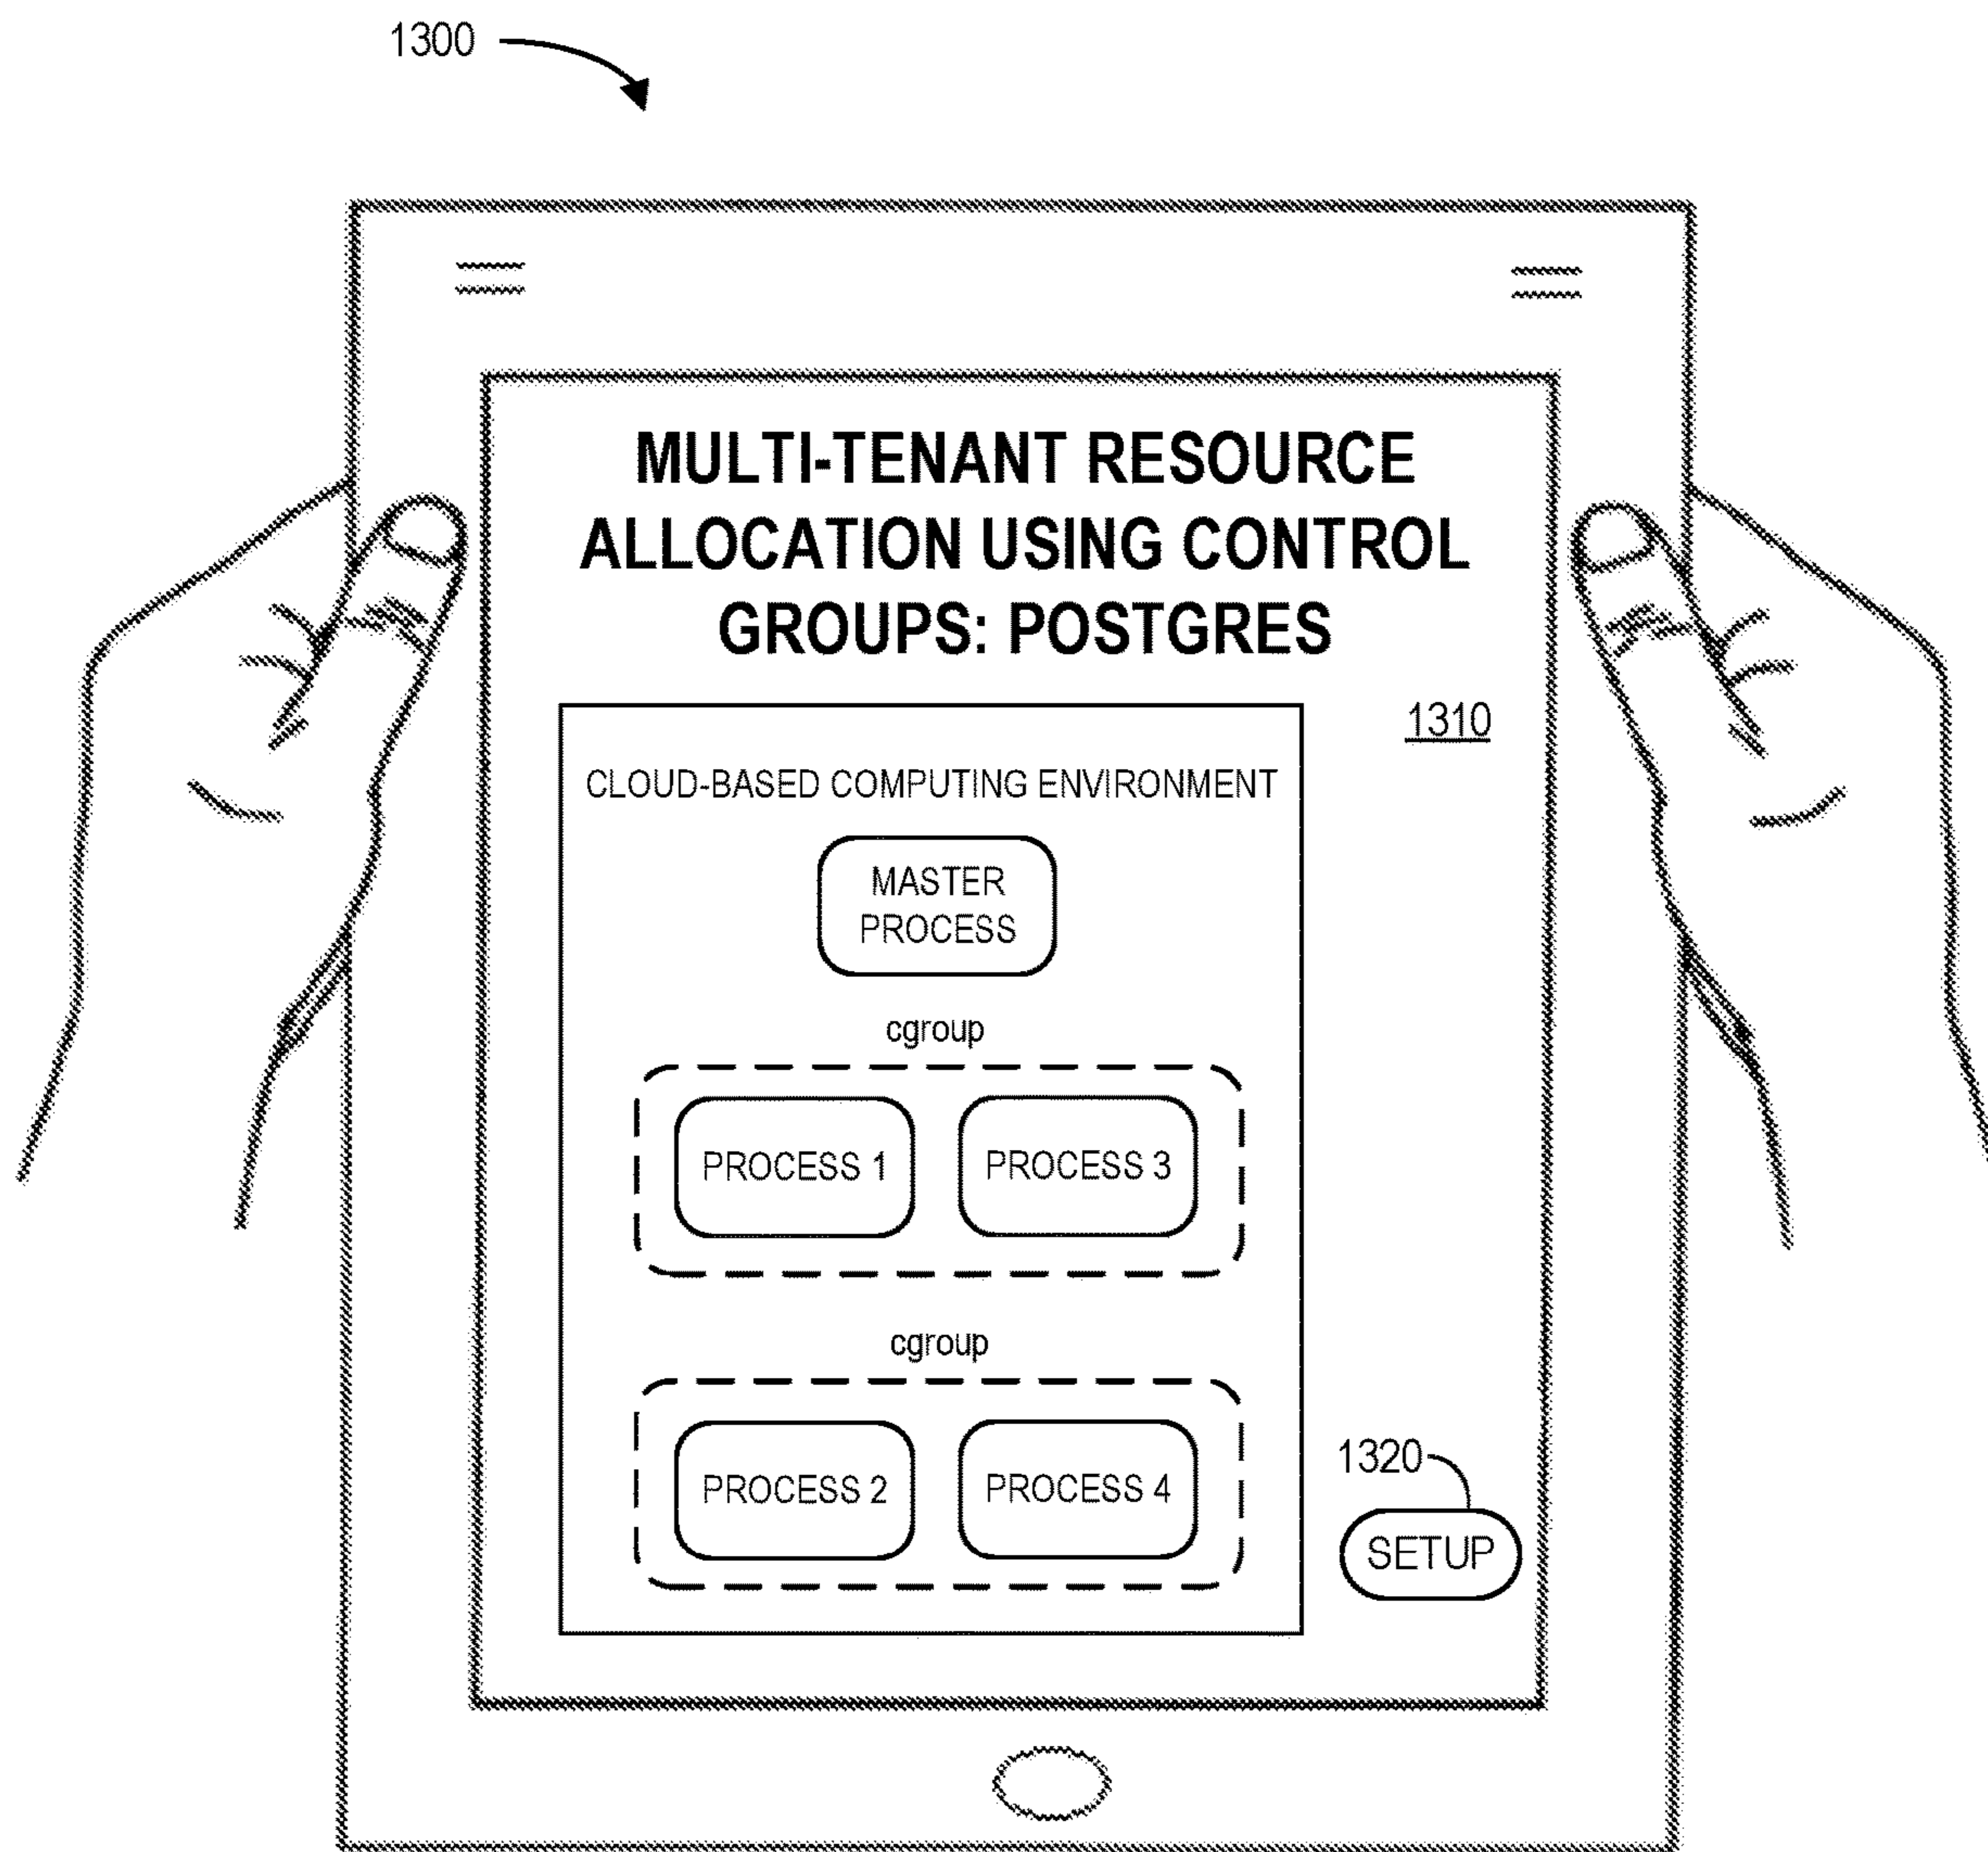 1300
MULTI-TENANT RESOURCE
ALLOCATION USING CONTROL
GROUPS: POSTGRES
1310
CLOUD-BASED COMPUTING ENVIRONMENT
MASTER
PROCESS
cgroup
PROCESS 1
PROCESS 3
cgroup
PROCESS 2
PROCESS 4
1320
SETUP